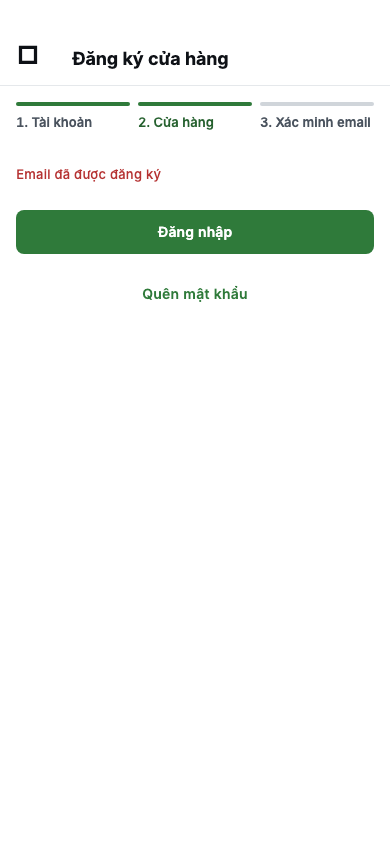 Đăng ký cửa hàng
1. Tài khoản
2. Cửa hàng
3. Xác minh email
Email đã được đăng ký
Đăng nhập
Quên mật khẩu